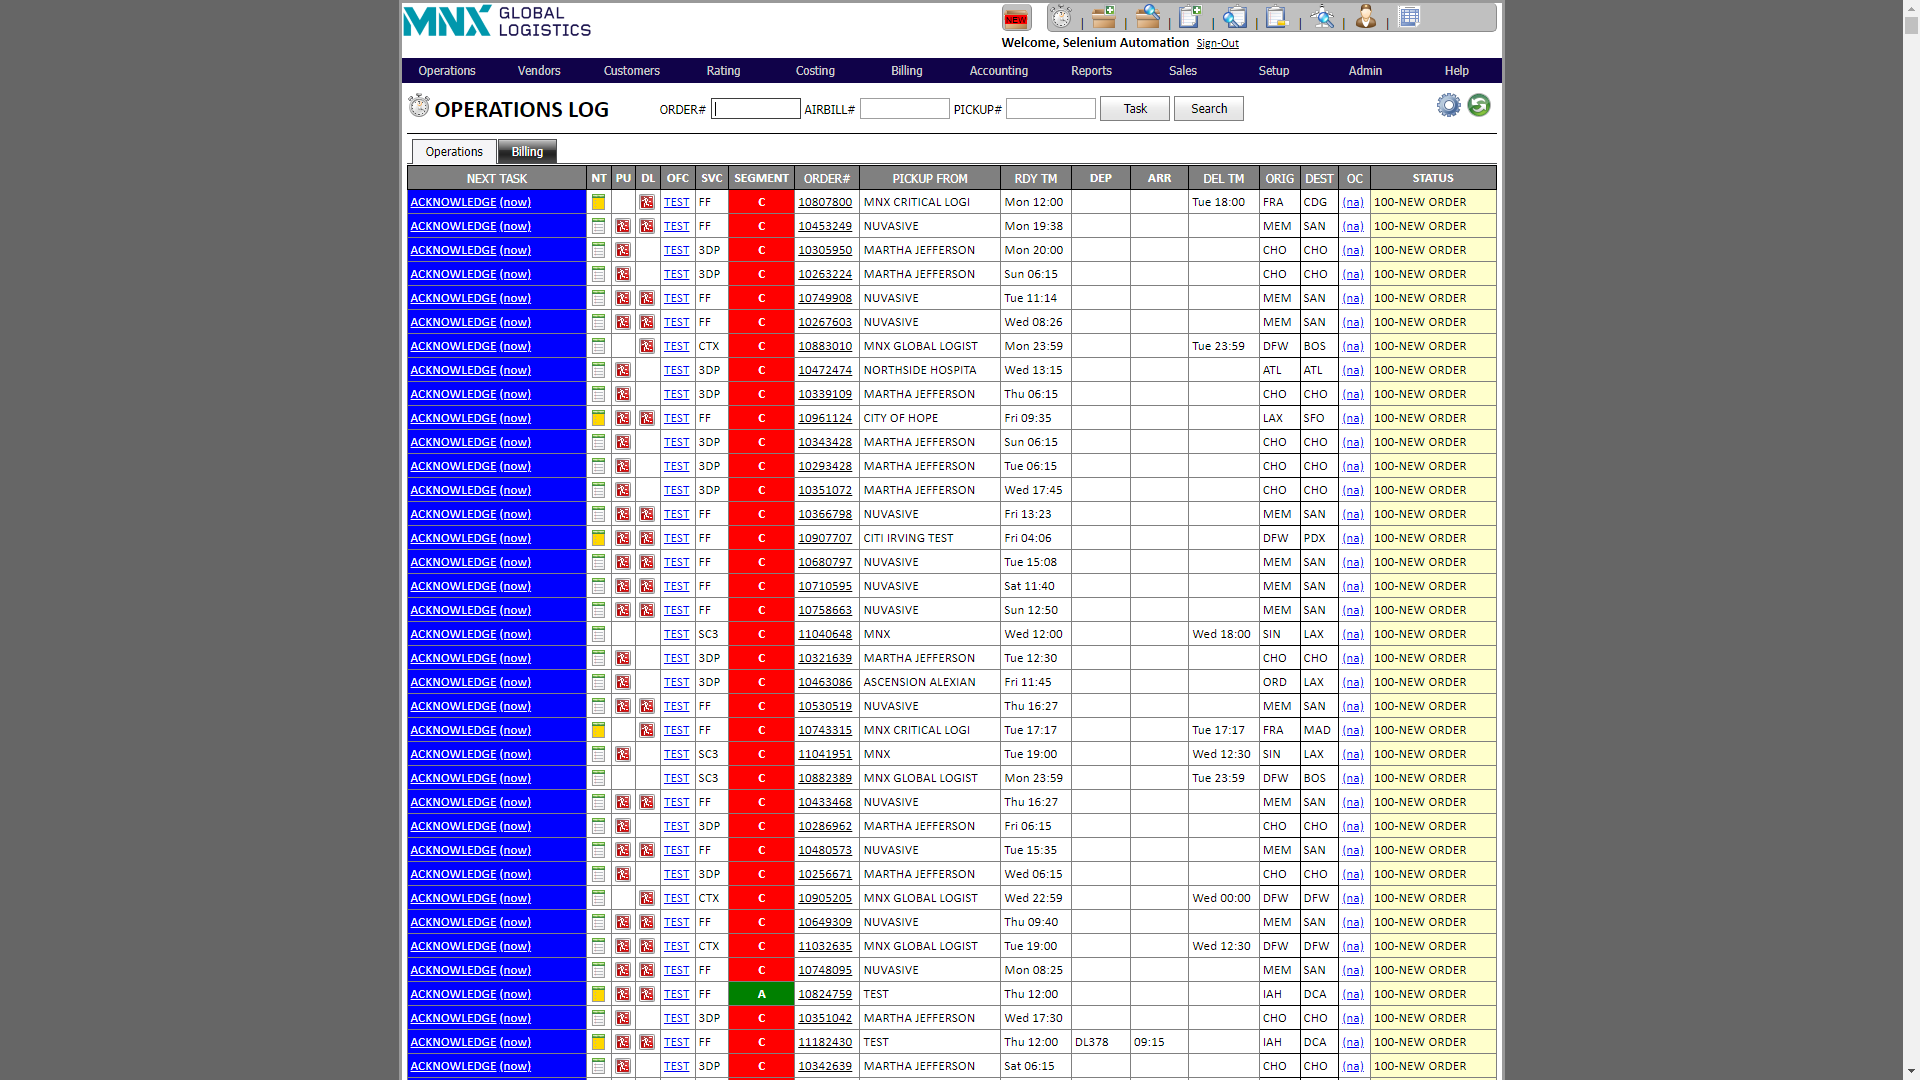 MNX GLOBAL LOGISTICS
NEW
Welcome, Selenium Automation Sign-Out
Operations Vendors Customers Rating Costing Billing Accounting Reports Sales Setup Admin Help
OPERATIONS LOG ORDER# AIRBILL# PICKUP# Task Search
Operations Billing
NEXT TASK NT PU DL OFC SVC SEGMENT ORDER# PICKUP FROM RDY TM DEP ARR DEL TM ORIG DEST OC STATUS
ACKNOWLEDGE (now) TEST FF C 10807800 MNX CRITICAL LOGI Mon 12:00 Tue 18:00 FRA CDG (na) 100-NEW ORDER
ACKNOWLEDGE (now) TEST FF C 10453249 NUVASIVE Mon 19:38 MEM SAN (na) 100-NEW ORDER
ACKNOWLEDGE (now) TEST 3DP C 10305950 MARTHA JEFFERSON Mon 20:00 CHO CHO (na) 100-NEW ORDER
ACKNOWLEDGE (now) TEST 3DP C 10263224 MARTHA JEFFERSON Sun 06:15 CHO CHO (na) 100-NEW ORDER
ACKNOWLEDGE (now) TEST FF C 10749908 NUVASIVE Tue 11:14 MEM SAN (na) 100-NEW ORDER
ACKNOWLEDGE (now) TEST FF C 10267603 NUVASIVE Wed 08:26 MEM SAN (na) 100-NEW ORDER
ACKNOWLEDGE (now) TEST CTX C 10883010 MNX GLOBAL LOGIST Mon 23:59 Tue 23:59 DFW BOS (na) 100-NEW ORDER
ACKNOWLEDGE (now) TEST 3DP C 10472474 NORTHSIDE HOSPITA Wed 13:15 ATL ATL (na) 100-NEW ORDER
ACKNOWLEDGE (now) TEST 3DP C 10339109 MARTHA JEFFERSON Thu 06:15 CHO CHO (na) 100-NEW ORDER
ACKNOWLEDGE (now) TEST FF C 10961124 CITY OF HOPE Fri 09:35 LAX SFO (na) 100-NEW ORDER
ACKNOWLEDGE (now) TEST 3DP C 10343428 MARTHA JEFFERSON Sun 06:15 CHO CHO (na) 100-NEW ORDER
ACKNOWLEDGE (now) TEST 3DP C 10293428 MARTHA JEFFERSON Tue 06:15 CHO CHO (na) 100-NEW ORDER
ACKNOWLEDGE (now) TEST 3DP C 10351072 MARTHA JEFFERSON Wed 17:45 CHO CHO (na) 100-NEW ORDER
ACKNOWLEDGE (now) TEST FF C 10366798 NUVASIVE Fri 13:23 MEM SAN (na) 100-NEW ORDER
ACKNOWLEDGE (now) TEST FF C 10907707 CITI IRVING TEST Fri 04:06 DFW PDX (na) 100-NEW ORDER
ACKNOWLEDGE (now) TEST FF C 10680797 NUVASIVE Tue 15:08 MEM SAN (na) 100-NEW ORDER
ACKNOWLEDGE (now) TEST FF C 10710595 NUVASIVE Sat 11:40 MEM SAN (na) 100-NEW ORDER
ACKNOWLEDGE (now) TEST FF C 10758663 NUVASIVE Sun 12:50 MEM SAN (na) 100-NEW ORDER
ACKNOWLEDGE (now) TEST SC3 C 11040648 MNX Wed 12:00 Wed 18:00 SIN LAX (na) 100-NEW ORDER
ACKNOWLEDGE (now) TEST 3DP C 10321639 MARTHA JEFFERSON Tue 12:30 CHO CHO (na) 100-NEW ORDER
ACKNOWLEDGE (now) TEST 3DP C 10463086 ASCENSION ALEXIAN Fri 11:45 ORD LAX (na) 100-NEW ORDER
ACKNOWLEDGE (now) TEST FF C 10530519 NUVASIVE Thu 16:27 MEM SAN (na) 100-NEW ORDER
ACKNOWLEDGE (now) TEST FF C 10743315 MNX CRITICAL LOGI Tue 17:17 Tue 17:17 FRA MAD (na) 100-NEW ORDER
ACKNOWLEDGE (now) TEST SC3 C 11041951 MNX Tue 19:00 Wed 12:30 SIN LAX (na) 100-NEW ORDER
ACKNOWLEDGE (now) TEST SC3 C 10882389 MNX GLOBAL LOGIST Mon 23:59 Tue 23:59 DFW BOS (na) 100-NEW ORDER
ACKNOWLEDGE (now) TEST FF C 10433468 NUVASIVE Thu 16:27 MEM SAN (na) 100-NEW ORDER
ACKNOWLEDGE (now) TEST 3DP C 10286962 MARTHA JEFFERSON Fri 06:15 CHO CHO (na) 100-NEW ORDER
ACKNOWLEDGE (now) TEST FF C 10480573 NUVASIVE Tue 15:35 MEM SAN (na) 100-NEW ORDER
ACKNOWLEDGE (now) TEST 3DP C 10256671 MARTHA JEFFERSON Wed 06:15 CHO CHO (na) 100-NEW ORDER
ACKNOWLEDGE (now) TEST CTX C 10905205 MNX GLOBAL LOGIST Wed 22:59 Wed 00:00 DFW DFW (na) 100-NEW ORDER
ACKNOWLEDGE (now) TEST FF C 10649309 NUVASIVE Thu 09:40 MEM SAN (na) 100-NEW ORDER
ACKNOWLEDGE (now) TEST CTX C 11032635 MNX GLOBAL LOGIST Tue 19:00 Wed 12:30 DFW DFW (na) 100-NEW ORDER
ACKNOWLEDGE (now) TEST FF C 10748095 NUVASIVE Mon 08:25 MEM SAN (na) 100-NEW ORDER
ACKNOWLEDGE (now) TEST FF A 10824759 TEST Thu 12:00 IAH DCA (na) 100-NEW ORDER
ACKNOWLEDGE (now) TEST 3DP C 10351042 MARTHA JEFFERSON Wed 17:30 CHO CHO (na) 100-NEW ORDER
ACKNOWLEDGE (now) TEST FF C 11182430 TEST Thu 12:00 DL378 09:15 IAH DCA (na) 100-NEW ORDER
ACKNOWLEDGE (now) TEST 3DP C 10342639 MARTHA JEFFERSON Sat 06:15 CHO CHO (na) 100-NEW ORDER